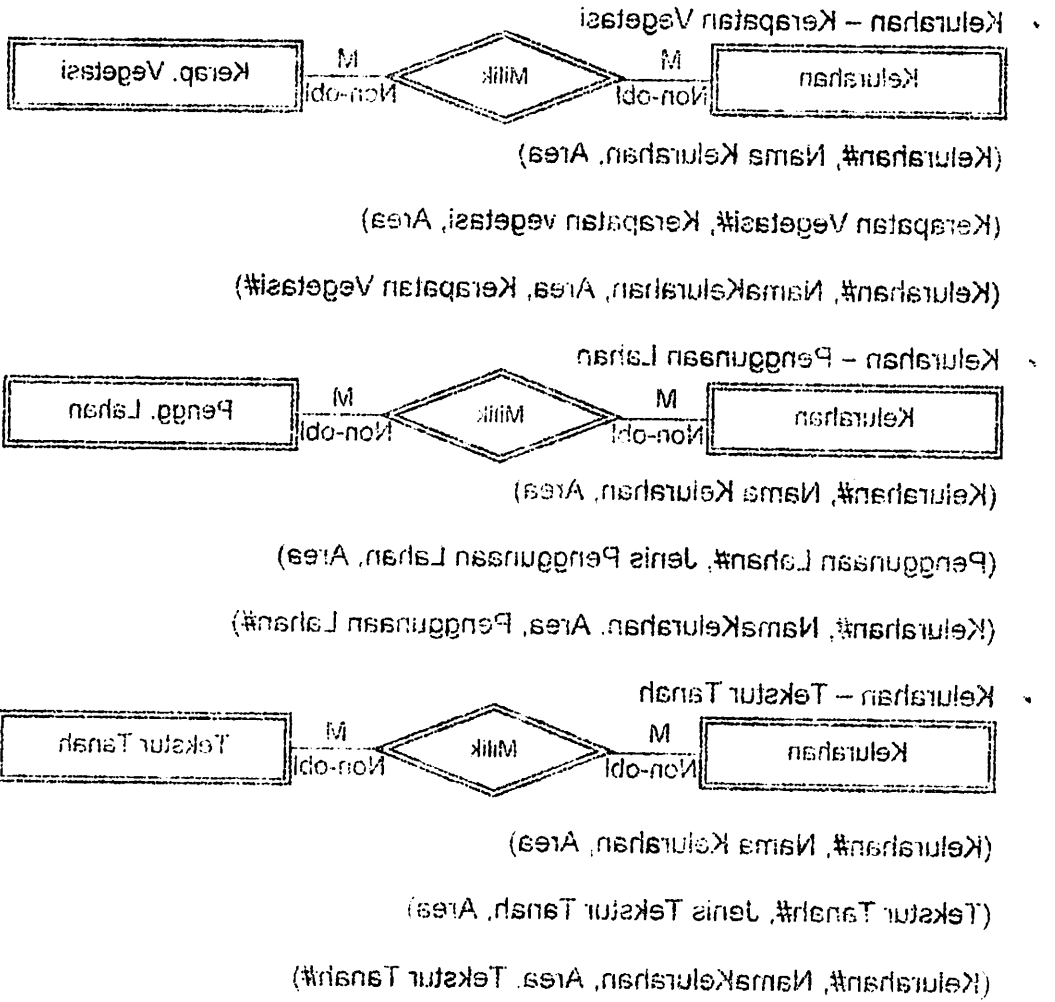 Kelurahan – Kerapatan Vegetasi
Kelurahan M Non-obl Milik M Non-obl Kerap. Vegetasi
(Kelurahan#, Nama Kelurahan, Area)
(Kerapatan Vegetasi#, Kerapatan vegetasi, Area)
(Kelurahan#, NamaKelurahan, Area, Kerapatan Vegetasi#)
Kelurahan – Penggunaan Lahan
Kelurahan M Non-obl Milik M Non-obl Pengg. Lahan
(Kelurahan#, Nama Kelurahan, Area)
(Penggunaan Lahan#, Jenis Penggunaan Lahan, Area)
(Kelurahan#, NamaKelurahan. Area, Penggunaan Lahan#)
Kelurahan – Tekstur Tanah
Kelurahan M Non-obl Milik M Non-obl Tekstur Tanah
(Kelurahan#, Nama Kelurahan, Area)
(Tekstur Tanah#, Jenis Tekstur Tanah, Area)
(Kelurahan#, NamaKelurahan, Area. Tekstur Tanah#)